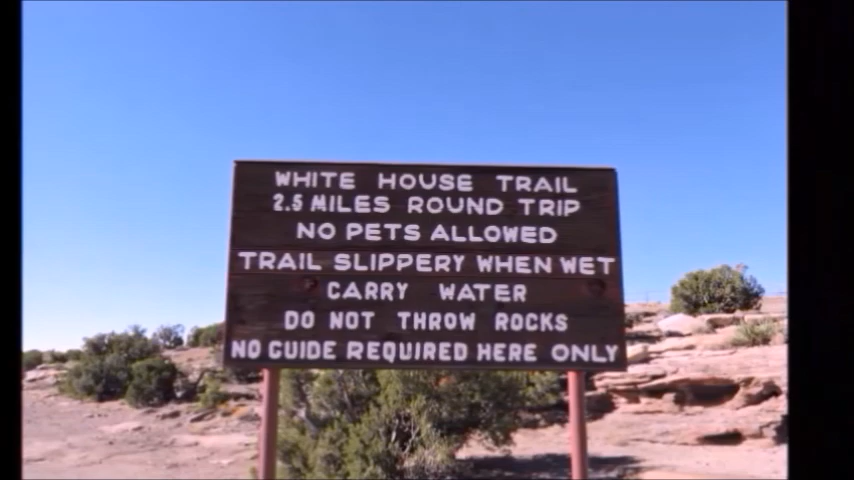 WHITE HOUSE TRAIL
2.5 MILES ROUND TRIP
NO PETS ALLOWED
TRAIL SLIPPERY WHEN WET
CARRY WATER
DO NOT THROW ROCKS
NO GUIDE REQUIRED HERE ONLY